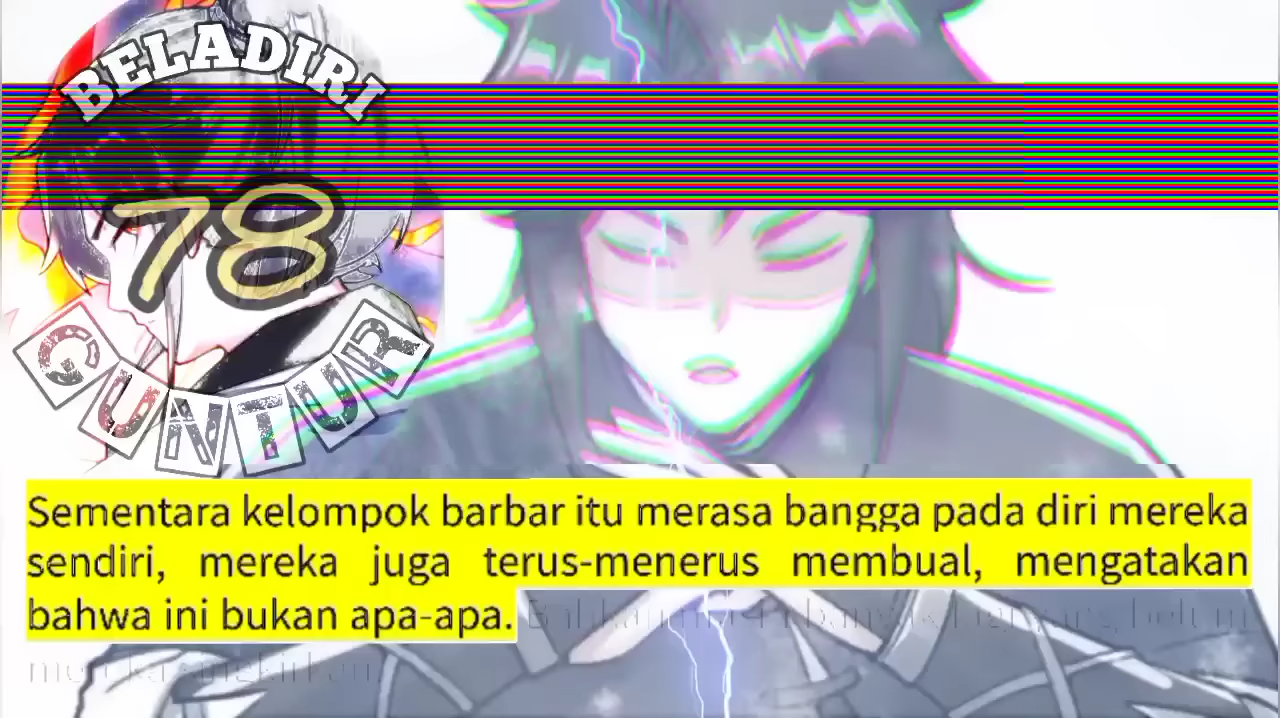 BELADIRI
78
GUNTUR
Sementara kelompok barbar itu merasa bangga pada diri mereka
sendiri, mereka juga terus-menerus membual, mengatakan
bahwa ini bukan apa-apa.